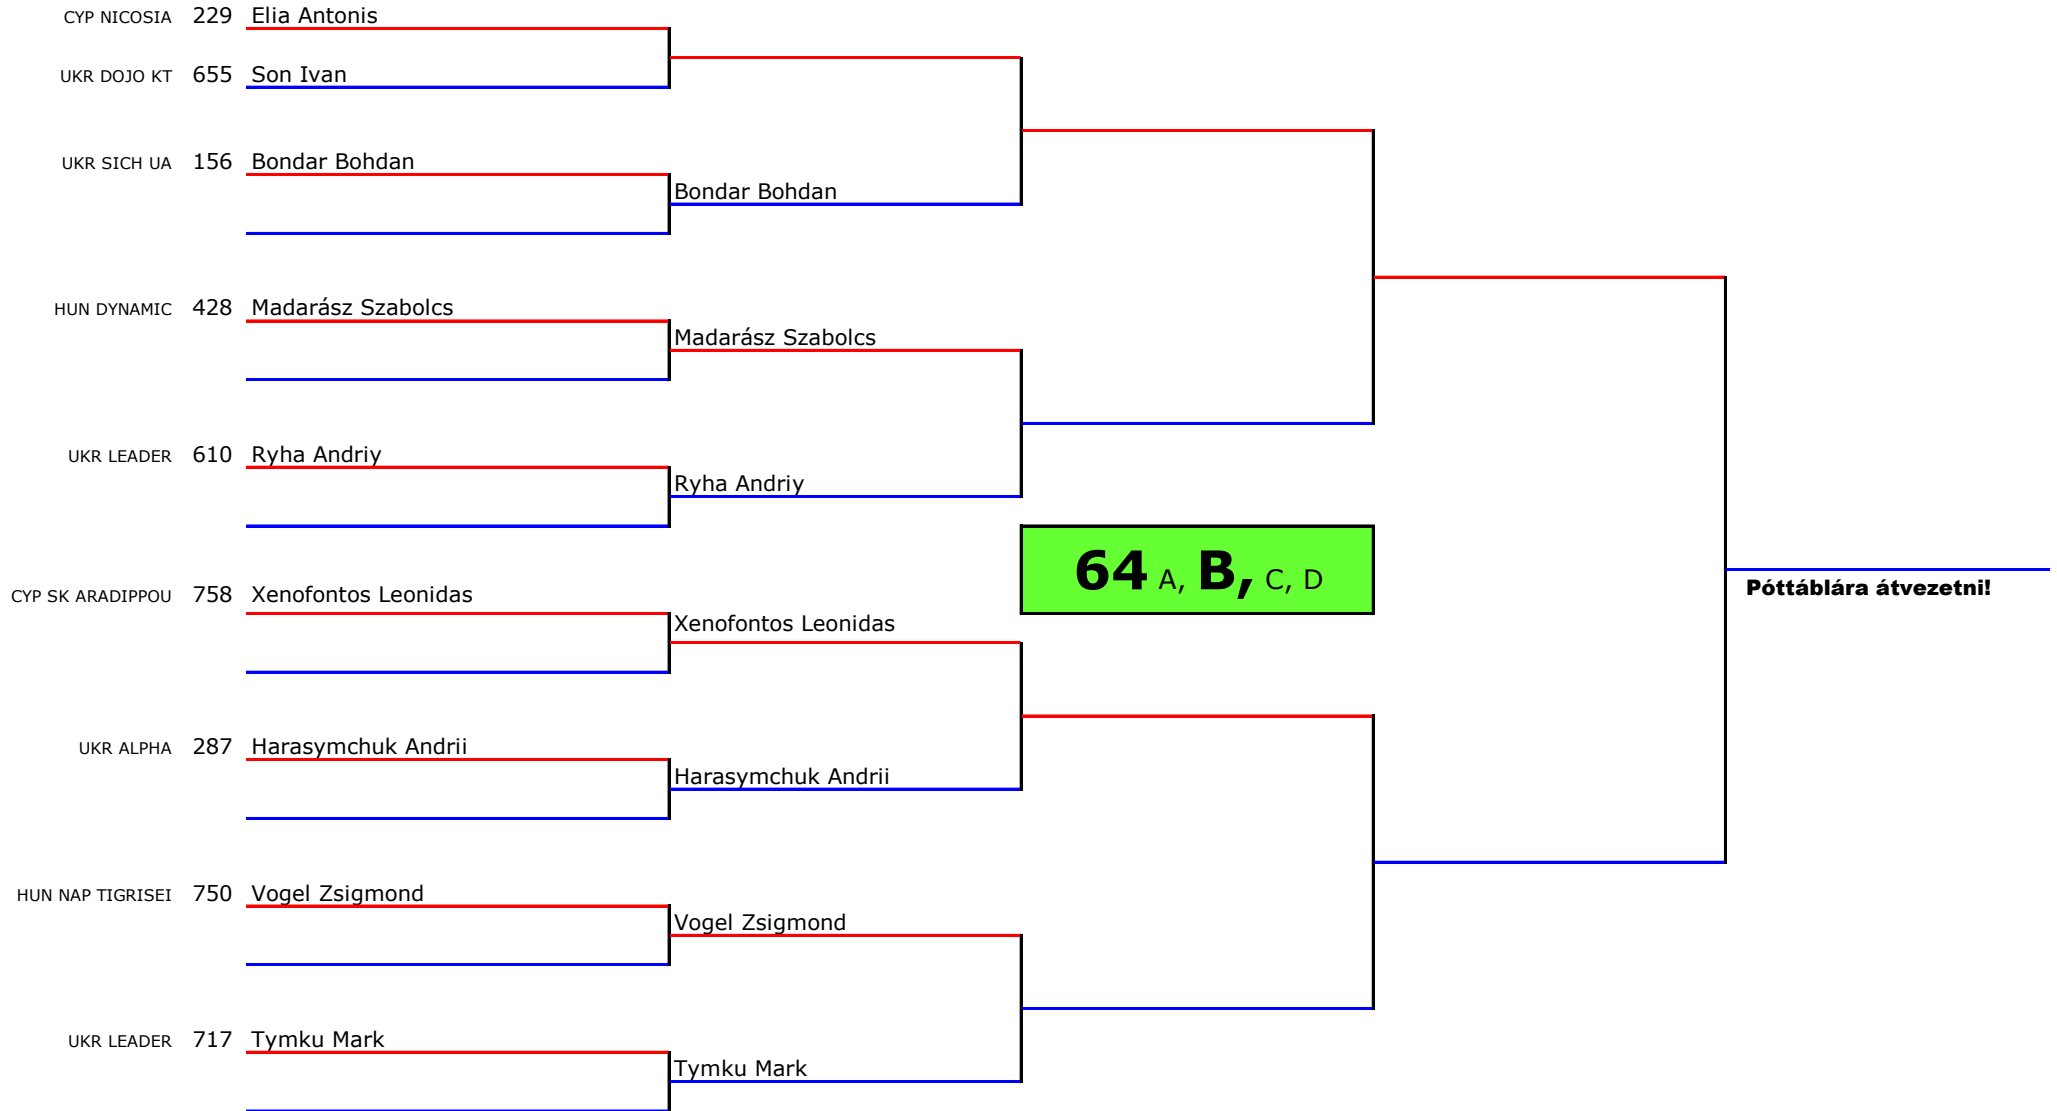 CYP NICOSIA 229 Elia Antonis
UKR DOJO KT 655 Son Ivan
UKR SICH UA 156 Bondar Bohdan
Bondar Bohdan
HUN DYNAMIC 428 Madarász Szabolcs
Madarász Szabolcs
UKR LEADER 610 Ryha Andriy
Ryha Andriy
64 A, B, C, D
Póttáblára átvezetni!
CYP SK ARADIPPOU 758 Xenofontos Leonidas
Xenofontos Leonidas
UKR ALPHA 287 Harasymchuk Andrii
Harasymchuk Andrii
HUN NAP TIGRISEI 750 Vogel Zsigmond
Vogel Zsigmond
UKR LEADER 717 Tymku Mark
Tymku Mark